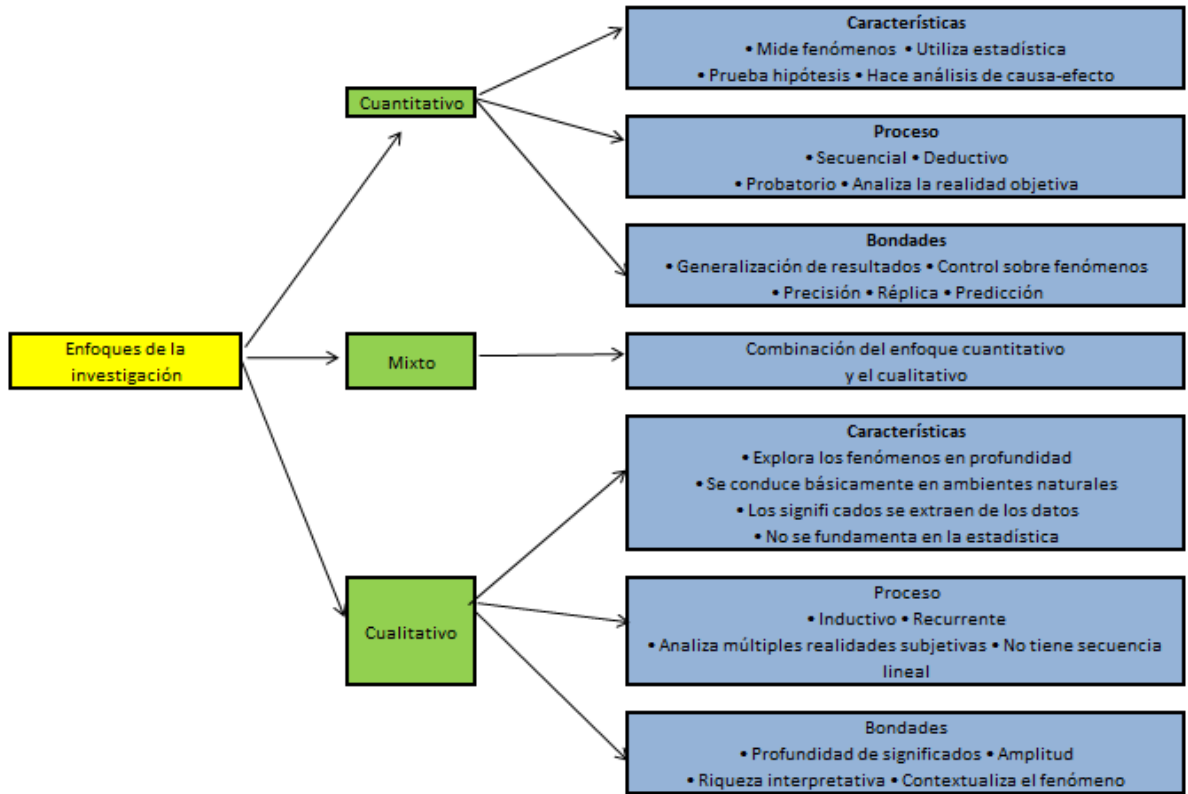 Características
• Mide fenómenos • Utiliza estadística
• Prueba hipótesis • Hace análisis de causa-efecto
Cuantitativo
Proceso
• Secuencial • Deductivo
• Probatorio • Analiza la realidad objetiva
Bondades
• Generalización de resultados • Control sobre fenómenos
• Precisión • Réplica • Predicción
Enfoques de la
investigación
Mixto
Combinación del enfoque cuantitativo
y el cualitativo
Características
• Explora los fenómenos en profundidad
• Se conduce básicamente en ambientes naturales
• Los signifi cados se extraen de los datos
• No se fundamenta en la estadística
Cualitativo
Proceso
• Inductivo • Recurrente
• Analiza múltiples realidades subjetivas • No tiene secuencia
lineal
Bondades
• Profundidad de significados • Amplitud
• Riqueza interpretativa • Contextualiza el fenómeno